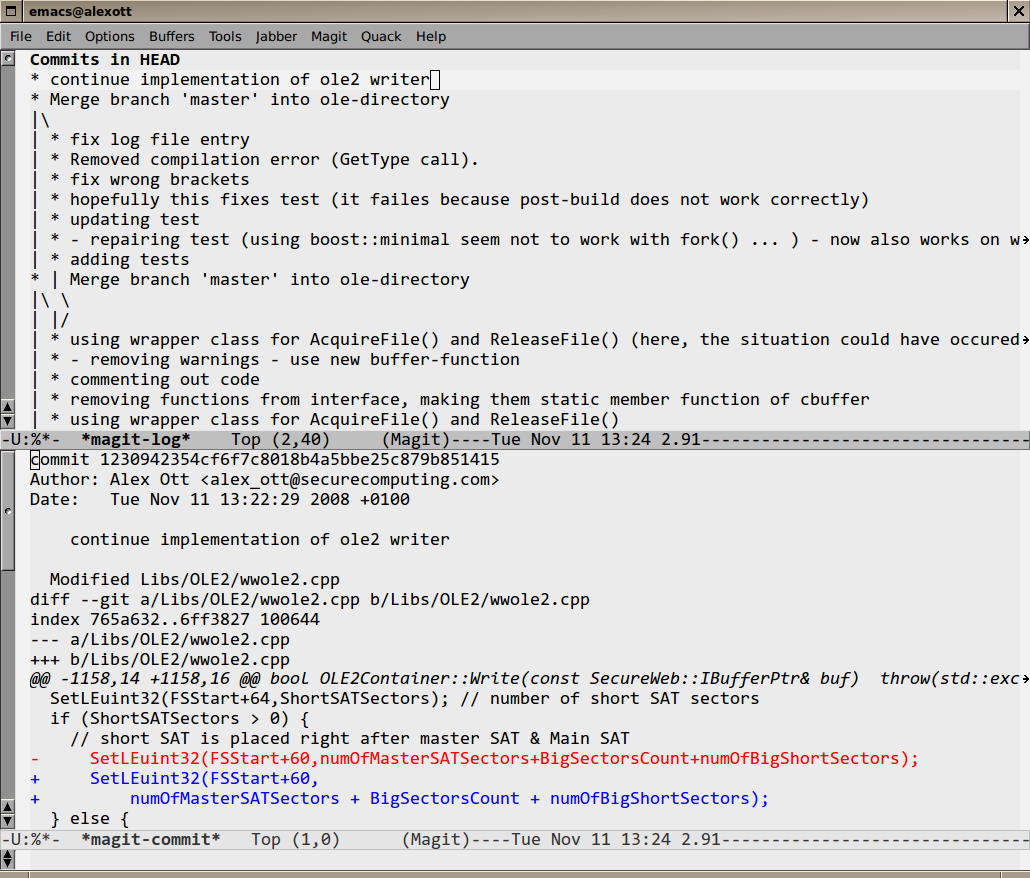 emacs@alexott
File Edit Options Buffers Tools Jabber Magit Quack Help
Commits in HEAD
* continue implementation of ole2 writer
* Merge branch 'master' into ole-directory
|\
| * fix log file entry
| * Removed compilation error (GetType call).
| * fix wrong brackets
| * hopefully this fixes test (it failes because post-build does not work correctly)
| * updating test
| * - repairing test (using boost::minimal seem not to work with fork() ... ) - now also works on w
| * adding tests
* | Merge branch 'master' into ole-directory
|\ \
| |/
| * using wrapper class for AcquireFile() and ReleaseFile() (here, the situation could have occured
| * - removing warnings - use new buffer-function
| * commenting out code
| * removing functions from interface, making them static member function of cbuffer
| * using wrapper class for AcquireFile() and ReleaseFile()
-U:%*-  *magit-log*    Top (2,40)     (Magit)----Tue Nov 11 13:24 2.91---------------------------------
commit 1230942354cf6f7c8018b4a5bbe25c879b851415
Author: Alex Ott <alex_ott@securecomputing.com>
Date:   Tue Nov 11 13:22:29 2008 +0100
    continue implementation of ole2 writer
  Modified Libs/OLE2/wwole2.cpp
diff --git a/Libs/OLE2/wwole2.cpp b/Libs/OLE2/wwole2.cpp
index 765a632..6ff3827 100644
--- a/Libs/OLE2/wwole2.cpp
+++ b/Libs/OLE2/wwole2.cpp
@@ -1158,14 +1158,16 @@ bool OLE2Container::Write(const SecureWeb::IBufferPtr& buf)  throw(std::exc
  SetLEuint32(FSStart+64,ShortSATSectors); // number of short SAT sectors
  if (ShortSATSectors > 0) {
    // short SAT is placed right after master SAT & Main SAT
-     SetLEuint32(FSStart+60,numOfMasterSATSectors+BigSectorsCount+numOfBigShortSectors);
+     SetLEuint32(FSStart+60,
+         numOfMasterSATSectors + BigSectorsCount + numOfBigShortSectors);
  } else {
-U:%*-  *magit-commit*   Top (1,0)      (Magit)----Tue Nov 11 13:24 2.91-------------------------------